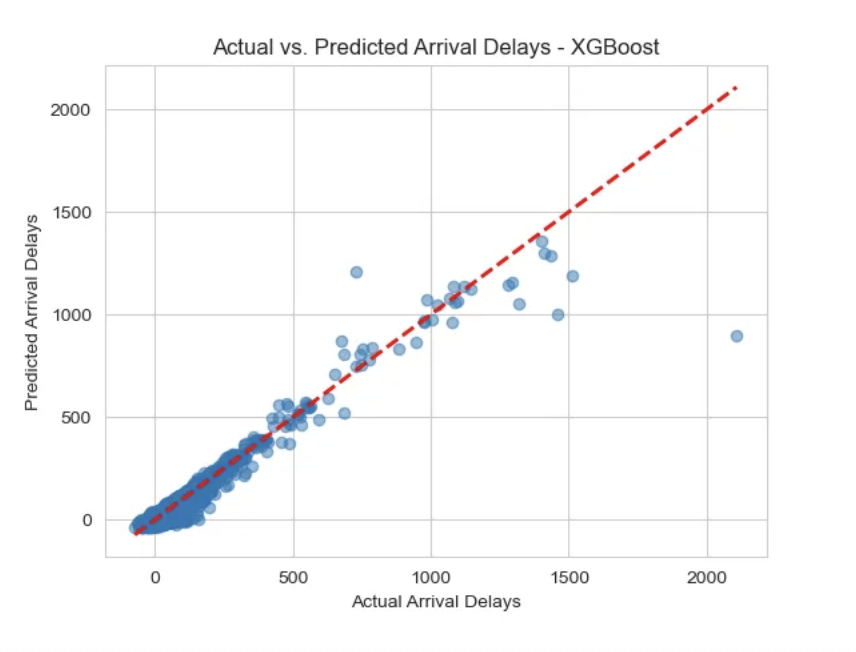 Actual vs. Predicted Arrival Delays - XGBoost
Predicted Arrival Delays
2000
1500
1000
500
0
0 500 1000 1500 2000
Actual Arrival Delays